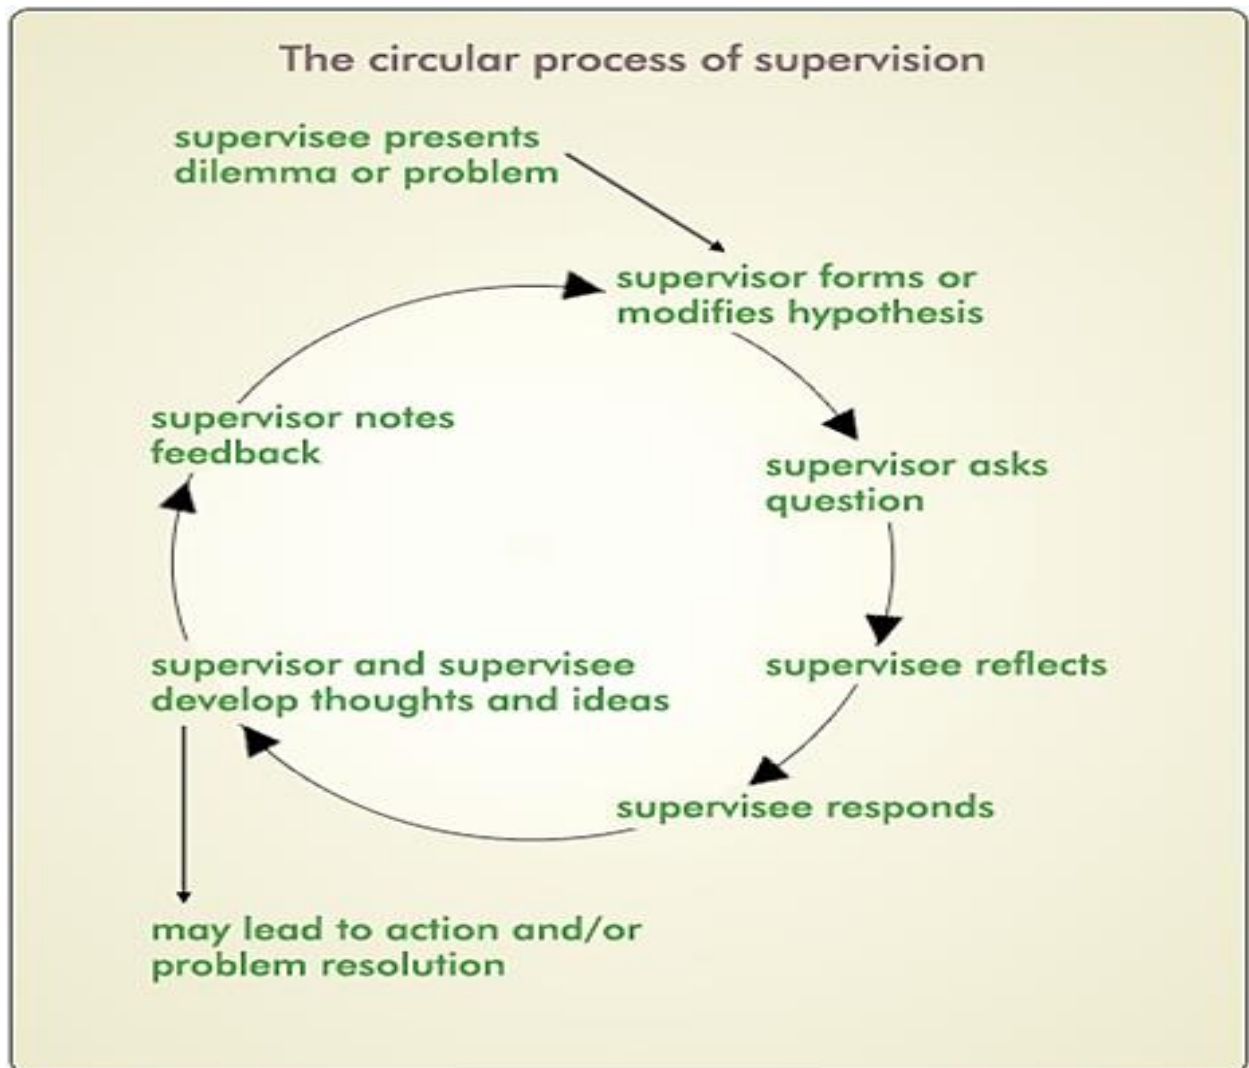 The circular process of supervision
supervisee presents
dilemma or problem
supervisor forms or
modifies hypothesis
supervisor notes
feedback
supervisor asks
question
supervisor and supervisee
develop thoughts and ideas
supervisee reflects
supervisee responds
may lead to action and/or
problem resolution